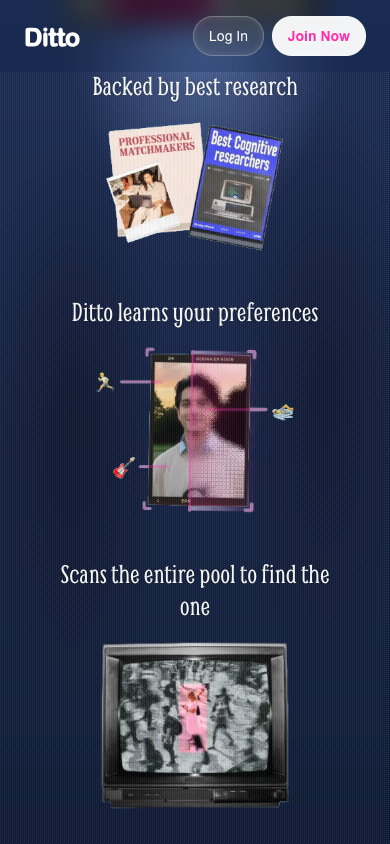 Ditto
Log In
Join Now
Backed by best research
PROFESSIONAL
MATCHMAKERS
Best Cognitive
researchers
Ditto learns your preferences
Scans the entire pool to find the
one